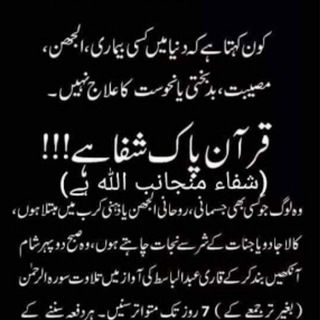 کون کہتا ہے کہ دنیا میں کسی بیماری، الجھن،
مصیبت، بدبختی یا نحوست کا علاج نہیں۔
قرآن پاک شفا ہے!!!
(شفاء منجانب اللہ ہے)
وہ لوگ جو کسی بھی جسمانی، روحانی الجھن یا ذہنی کرب میں مبتلا ہوں،
کالا جادو یا جنات کے شر سے نجات چاہتے ہوں، وہ صبح دوپہر شام
آنکھیں بند کر کے قاری عبدالباسط کی آواز میں تلاوت سورہ الرحمٰن
(بغیر ترجمعے کے) 7 روز تک متواتر سنیں۔ ہر دفعہ سننے کے